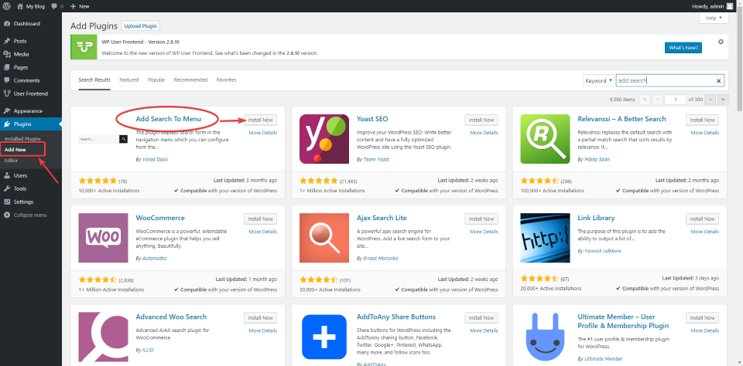 My Blog
0
New
Howdy, admin
Dashboard
Posts
Media
Pages
Comments
User Frontend
Appearance
Plugins
Installed Plugins
Add New
Editor
Users
Tools
Settings
Collapse menu
Help
Add Plugins
Upload Plugin
WP User Frontend - Version 2.8.10
Welcome to the new version of WP User Frontend. See what's been changed in the 2.8.10 version.
What's New?
Search Results Featured Popular Recommended Favorites
Keyword
add search
9,000 items « ‹ 1 of 300 › »
Add Search To Menu
Install Now
More Details
Search...
The plugin displays search form in the
navigation menu which you can configure
from the...
By Vinod Dalvi
(76)
10,000+ Active Installations
Last Updated: 3 months ago
Compatible with your version of WordPress
Yoast SEO
Install Now
More Details
Improve your WordPress SEO: Write better
content and have a fully optimized
WordPress site using the Yoast SEO plugin.
By Team Yoast
1+ Million Active Installations
Last Updated: 2 weeks ago
Compatible with your version of WordPress
Relevanssi – A Better Search
Install Now
More Details
Relevanssi replaces the default search with
a partial-match search that sorts results by
relevance. It...
By Mikko Saari
100,000+ Active Installations
Last Updated: 2 weeks ago
Compatible with your version of WordPress
Woo
WooCommerce
Install Now
More Details
WooCommerce is a powerful, extendable
eCommerce plugin that helps you sell
anything. Beautifully.
By Automattic
1+ Million Active Installations
Last Updated: 1 month ago
Compatible with your version of WordPress
Ajax Search Lite
Install Now
More Details
A powerful ajax search engine for
WordPress. Add a live search form to your
site...
By Ernest Marcinko
(101)
30,000+ Active Installations
Last Updated: 2 weeks ago
Compatible with your version of WordPress
http:
Link Library
Install Now
More Details
The purpose of this plugin is to add the
ability to output a list of...
By Yannick Lefebvre
(67)
20,000+ Active Installations
Last Updated: 3 days ago
Compatible with your version of WordPress
Advanced Woo Search
Install Now
More Details
Advanced AJAX search plugin for
WooCommerce
By ILLID
AddToAny Share Buttons
Install Now
More Details
Share buttons for WordPress including the
AddToAny sharing button, Facebook,
Twitter, Google+, Pinterest, WhatsApp,
many more, and follow icons too.
By AddToAny
Ultimate Member – User
Profile & Membership Plugin
Install Now
More Details
The #1 user profile & membership plugin
for WordPress.
By Ultimate Member